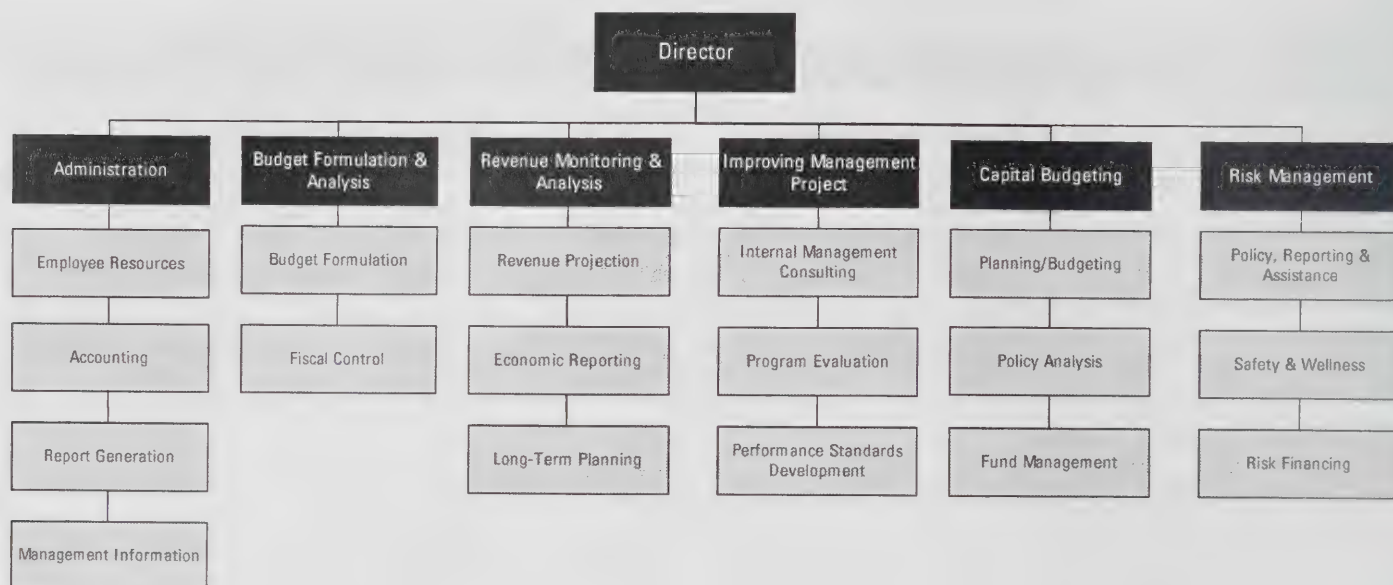 Director
Administration
Employee Resources
Accounting
Report Generation
Management Information
Budget Formulation &
Analysis
Budget Formulation
Fiscal Control
Revenue Monitoring &
Analysis
Revenue Projection
Economic Reporting
Long-Term Planning
Improving Management
Project
Internal Management
Consulting
Program Evaluation
Performance Standards
Development
Capital Budgeting
Planning/Budgeting
Policy Analysis
Fund Management
Risk Management
Policy, Reporting &
Assistance
Safety & Wellness
Risk Financing